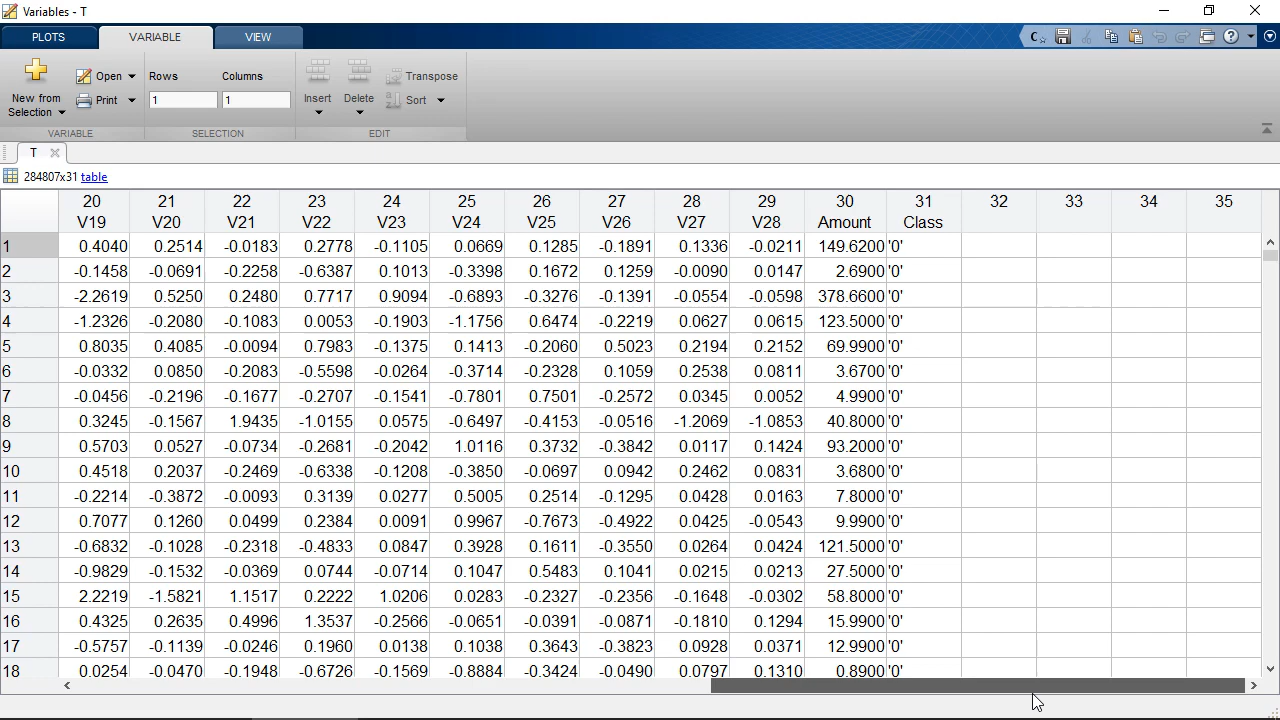 Variables - T
PLOTS VARIABLE VIEW
New from Selection Open Print Rows Columns 1 1 Insert Delete Transpose Sort
VARIABLE SELECTION EDIT
T
284807x31 table
20 21 22 23 24 25 26 27 28 29 30 31 32 33 34 35
V19 V20 V21 V22 V23 V24 V25 V26 V27 V28 Amount Class
1 0.4040 0.2514 -0.0183 0.2778 -0.1105 0.0669 0.1285 -0.1891 0.1336 -0.0211 149.6200 '0'
2 -0.1458 -0.0691 -0.2258 -0.6387 0.1013 -0.3398 0.1672 0.1259 -0.0090 0.0147 2.6900 '0'
3 -2.2619 0.5250 0.2480 0.7717 0.9094 -0.6893 -0.3276 -0.1391 -0.0554 -0.0598 378.6600 '0'
4 -1.2326 -0.2080 -0.1083 0.0053 -0.1903 -1.1756 0.6474 -0.2219 0.0627 0.0615 123.5000 '0'
5 0.8035 0.4085 -0.0094 0.7983 -0.1375 0.1413 -0.2060 0.5023 0.2194 0.2152 69.9900 '0'
6 -0.0332 0.0850 -0.2083 -0.5598 -0.0264 -0.3714 -0.2328 0.1059 0.2538 0.0811 3.6700 '0'
7 -0.0456 -0.2196 -0.1677 -0.2707 -0.1541 -0.7801 0.7501 -0.2572 0.0345 0.0052 4.9900 '0'
8 0.3245 -0.1567 1.9435 -1.0155 0.0575 -0.6497 -0.4153 -0.0516 -1.2069 -1.0853 40.8000 '0'
9 0.5703 0.0527 -0.0734 -0.2681 -0.2042 1.0116 0.3732 -0.3842 0.0117 0.1424 93.2000 '0'
10 0.4518 0.2037 -0.2469 -0.6338 -0.1208 -0.3850 -0.0697 0.0942 0.2462 0.0831 3.6800 '0'
11 -0.2214 -0.3872 -0.0093 0.3139 0.0277 0.5005 0.2514 -0.1295 0.0428 0.0163 7.8000 '0'
12 0.7077 0.1260 0.0499 0.2384 0.0091 0.9967 -0.7673 -0.4922 0.0425 -0.0543 9.9900 '0'
13 -0.6832 -0.1028 -0.2318 -0.4833 0.0847 0.3928 0.1611 -0.3550 0.0264 0.0424 121.5000 '0'
14 -0.9829 -0.1532 -0.0369 0.0744 -0.0714 0.1047 0.5483 0.1041 0.0215 0.0213 27.5000 '0'
15 2.2219 -1.5821 1.1517 0.2222 1.0206 0.0283 -0.2327 -0.2356 -0.1648 -0.0302 58.8000 '0'
16 0.4325 0.2635 0.4996 1.3537 -0.2566 -0.0651 -0.0391 -0.0871 -0.1810 0.1294 15.9900 '0'
17 -0.5757 -0.1139 -0.0246 0.1960 0.0138 0.1038 0.3643 -0.3823 0.0928 0.0371 12.9900 '0'
18 0.0254 -0.0470 -0.1948 -0.6726 -0.1569 -0.8884 -0.3424 -0.0490 0.0797 0.1310 0.8900 '0'